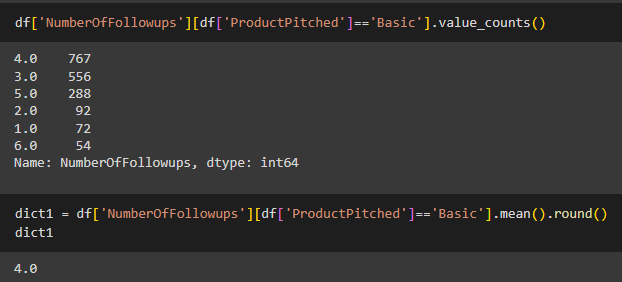 df['NumberOfFollowups'][df['ProductPitched']=='Basic'].value_counts()
4.0    767
3.0    556
5.0    288
2.0     92
1.0     72
6.0     54
Name: NumberOfFollowups, dtype: int64
dict1 = df['NumberOfFollowups'][df['ProductPitched']=='Basic'].mean().round()
dict1
4.0